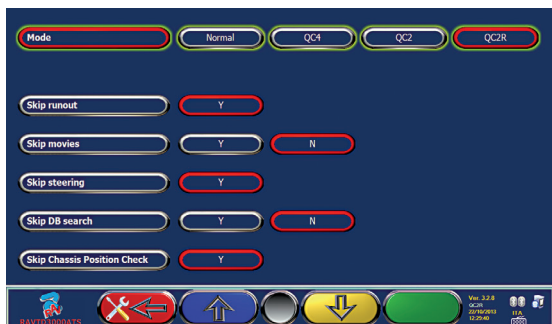 Mode Normal QC4 QC2 QC2R
Skip runout Y
Skip movies Y N
Skip steering Y
Skip DB search Y N
Skip Chassis Position Check Y
RAVTD3000ATS
Ver. 3.2.0
QC2R
22/10/2013
12:29:40
ITA